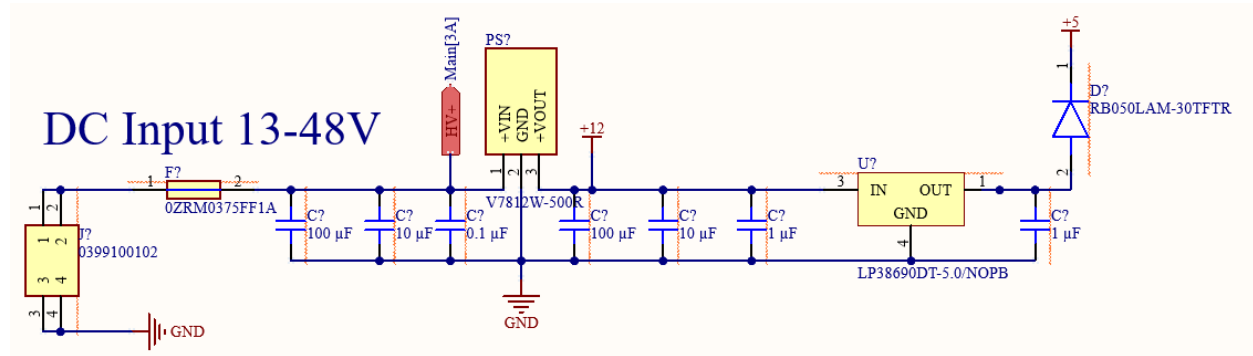 DC Input 13-48V
F?
1
2
0ZRM0375FF1A
1
2
1
2
3
4
3
4
J?
0399100102
GND
C?
100 µF
C?
10 µF
C?
0.1 µF
HV+
Main[3A]
PS?
+VIN
GND
+VOUT
1
2
3
V7812W-500R
GND
+12
C?
100 µF
C?
10 µF
C?
1 µF
U?
3
IN
OUT
1
GND
4
LP38690DT-5.0/NOPB
C?
1 µF
+5
1
D?
RB050LAM-30TFTR
2